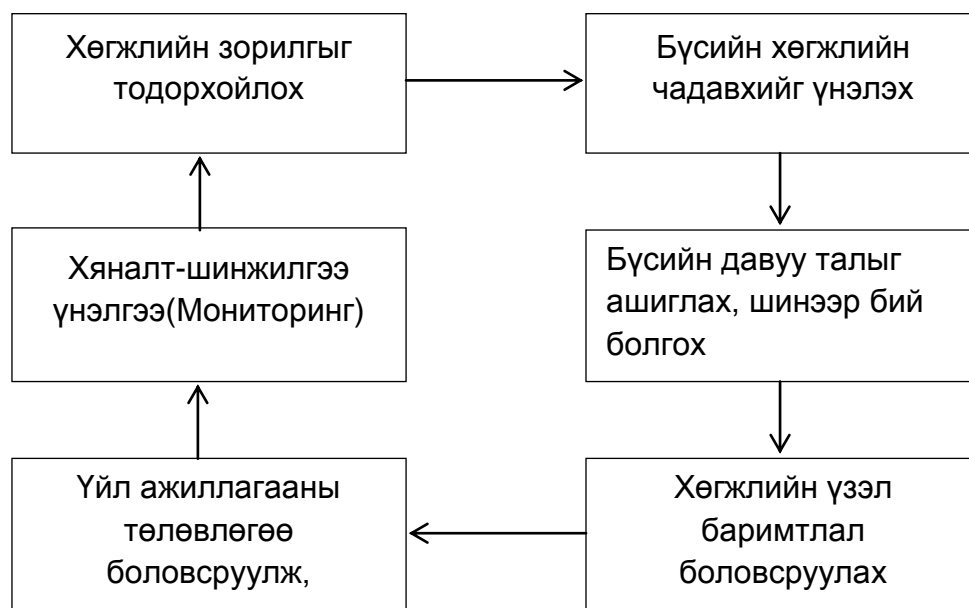 Хөгжлийн зорилгыг
тодорхойлох
Бүсийн хөгжлийн
чадавхийг үнэлэх
Бүсийн давуу талыг
ашиглах, шинээр бий
болгох
Хөгжлийн үзэл
баримтлал
боловсруулах
Үйл ажиллагааны
төлөвлөгөө
боловсруулж,
Хяналт-шинжилгээ
үнэлгээ(Мониторинг)